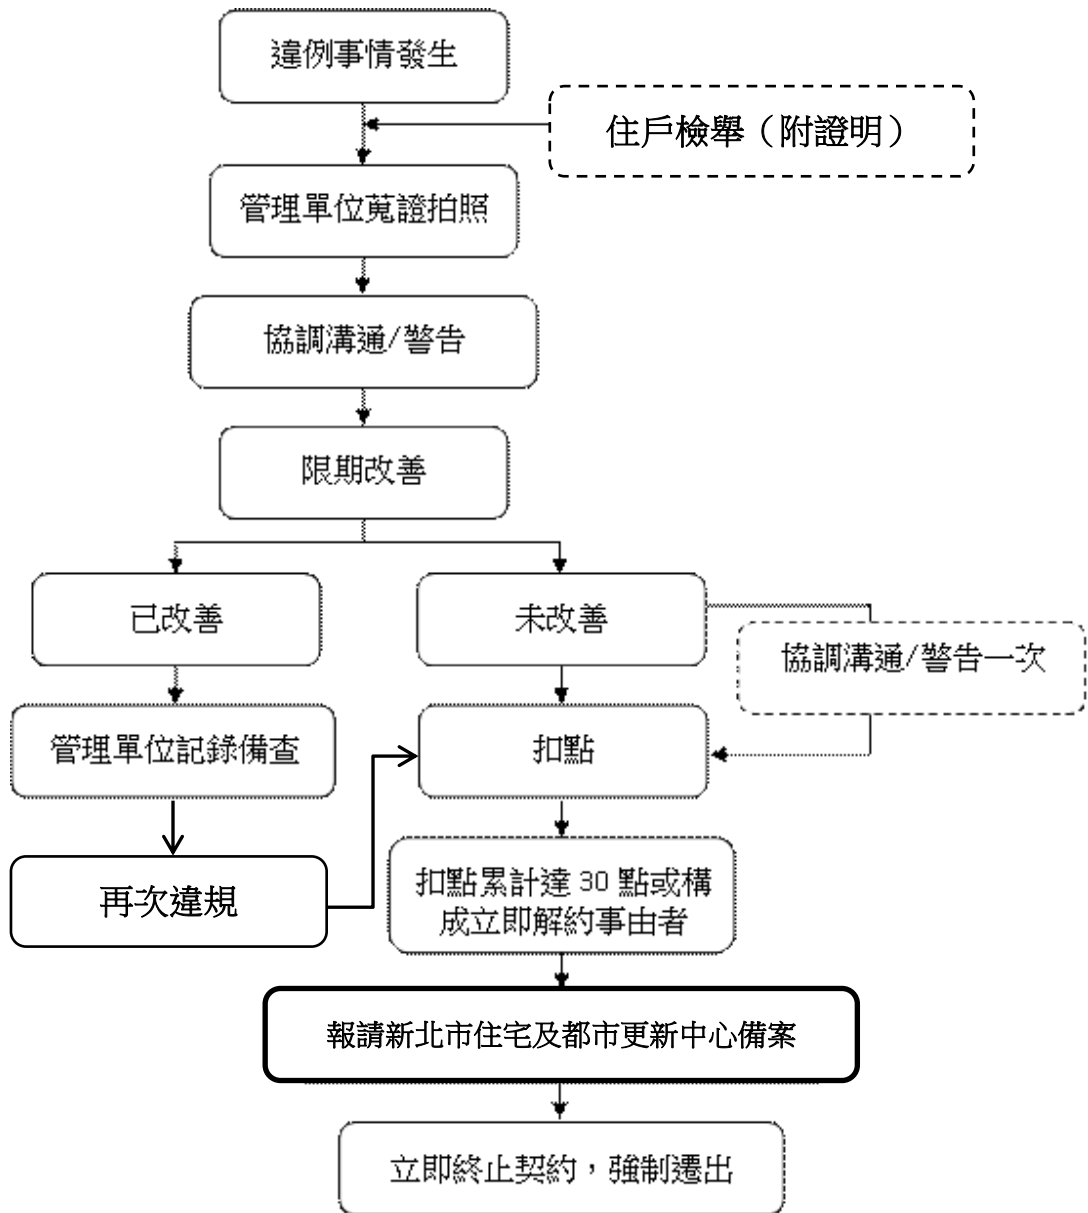 違例事情發生
住戶檢舉（附證明）
管理單位蒐證拍照
協調溝通/警告
限期改善
已改善
未改善
協調溝通/警告一次
管理單位記錄備查
扣點
再次違規
扣點累計達 30 點或構
成立即解約事由者
報請新北市住宅及都市更新中心備案
立即終止契約，強制遷出